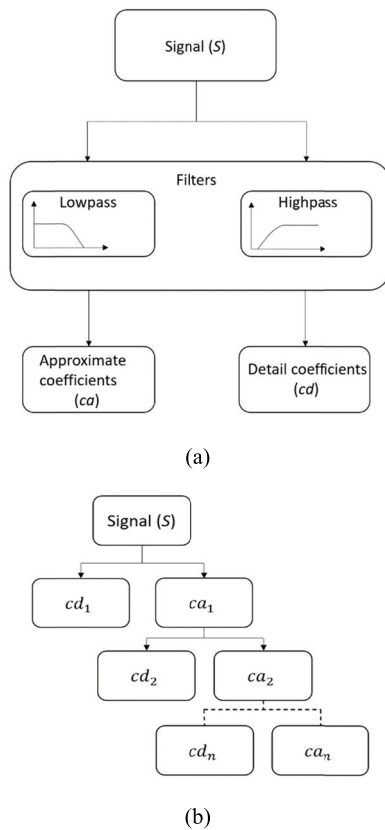 Signal (S)
Filters
Lowpass
Highpass
Approximate
coefficients
(ca)
Detail coefficients
(cd)
(a)
Signal (S)
cd₁
ca₁
cd₂
ca₂
cdₙ
caₙ
(b)